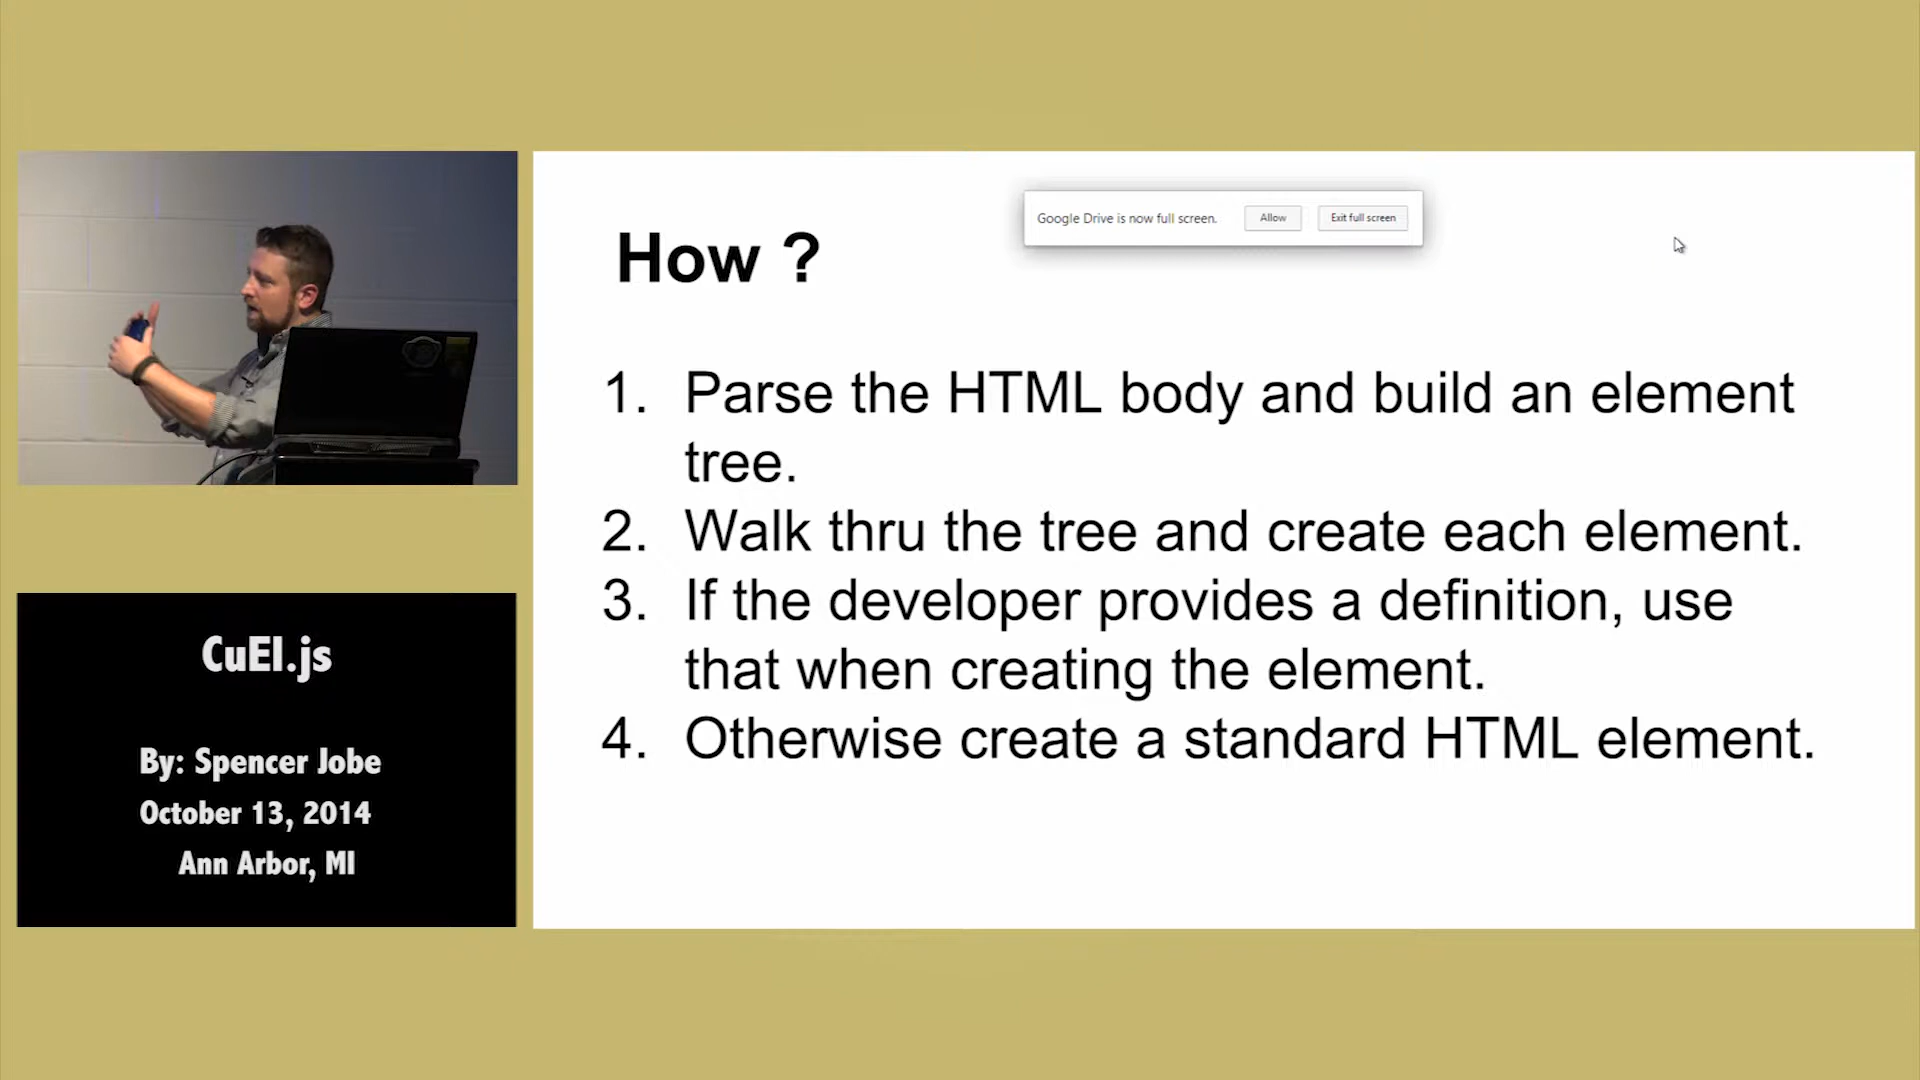 Google Drive is now full screen. Allow Exit full screen
How ?
1. Parse the HTML body and build an element
tree.
2. Walk thru the tree and create each element.
3. If the developer provides a definition, use
that when creating the element.
4. Otherwise create a standard HTML element.
CuEl.js
By: Spencer Jobe
October 13, 2014
Ann Arbor, MI